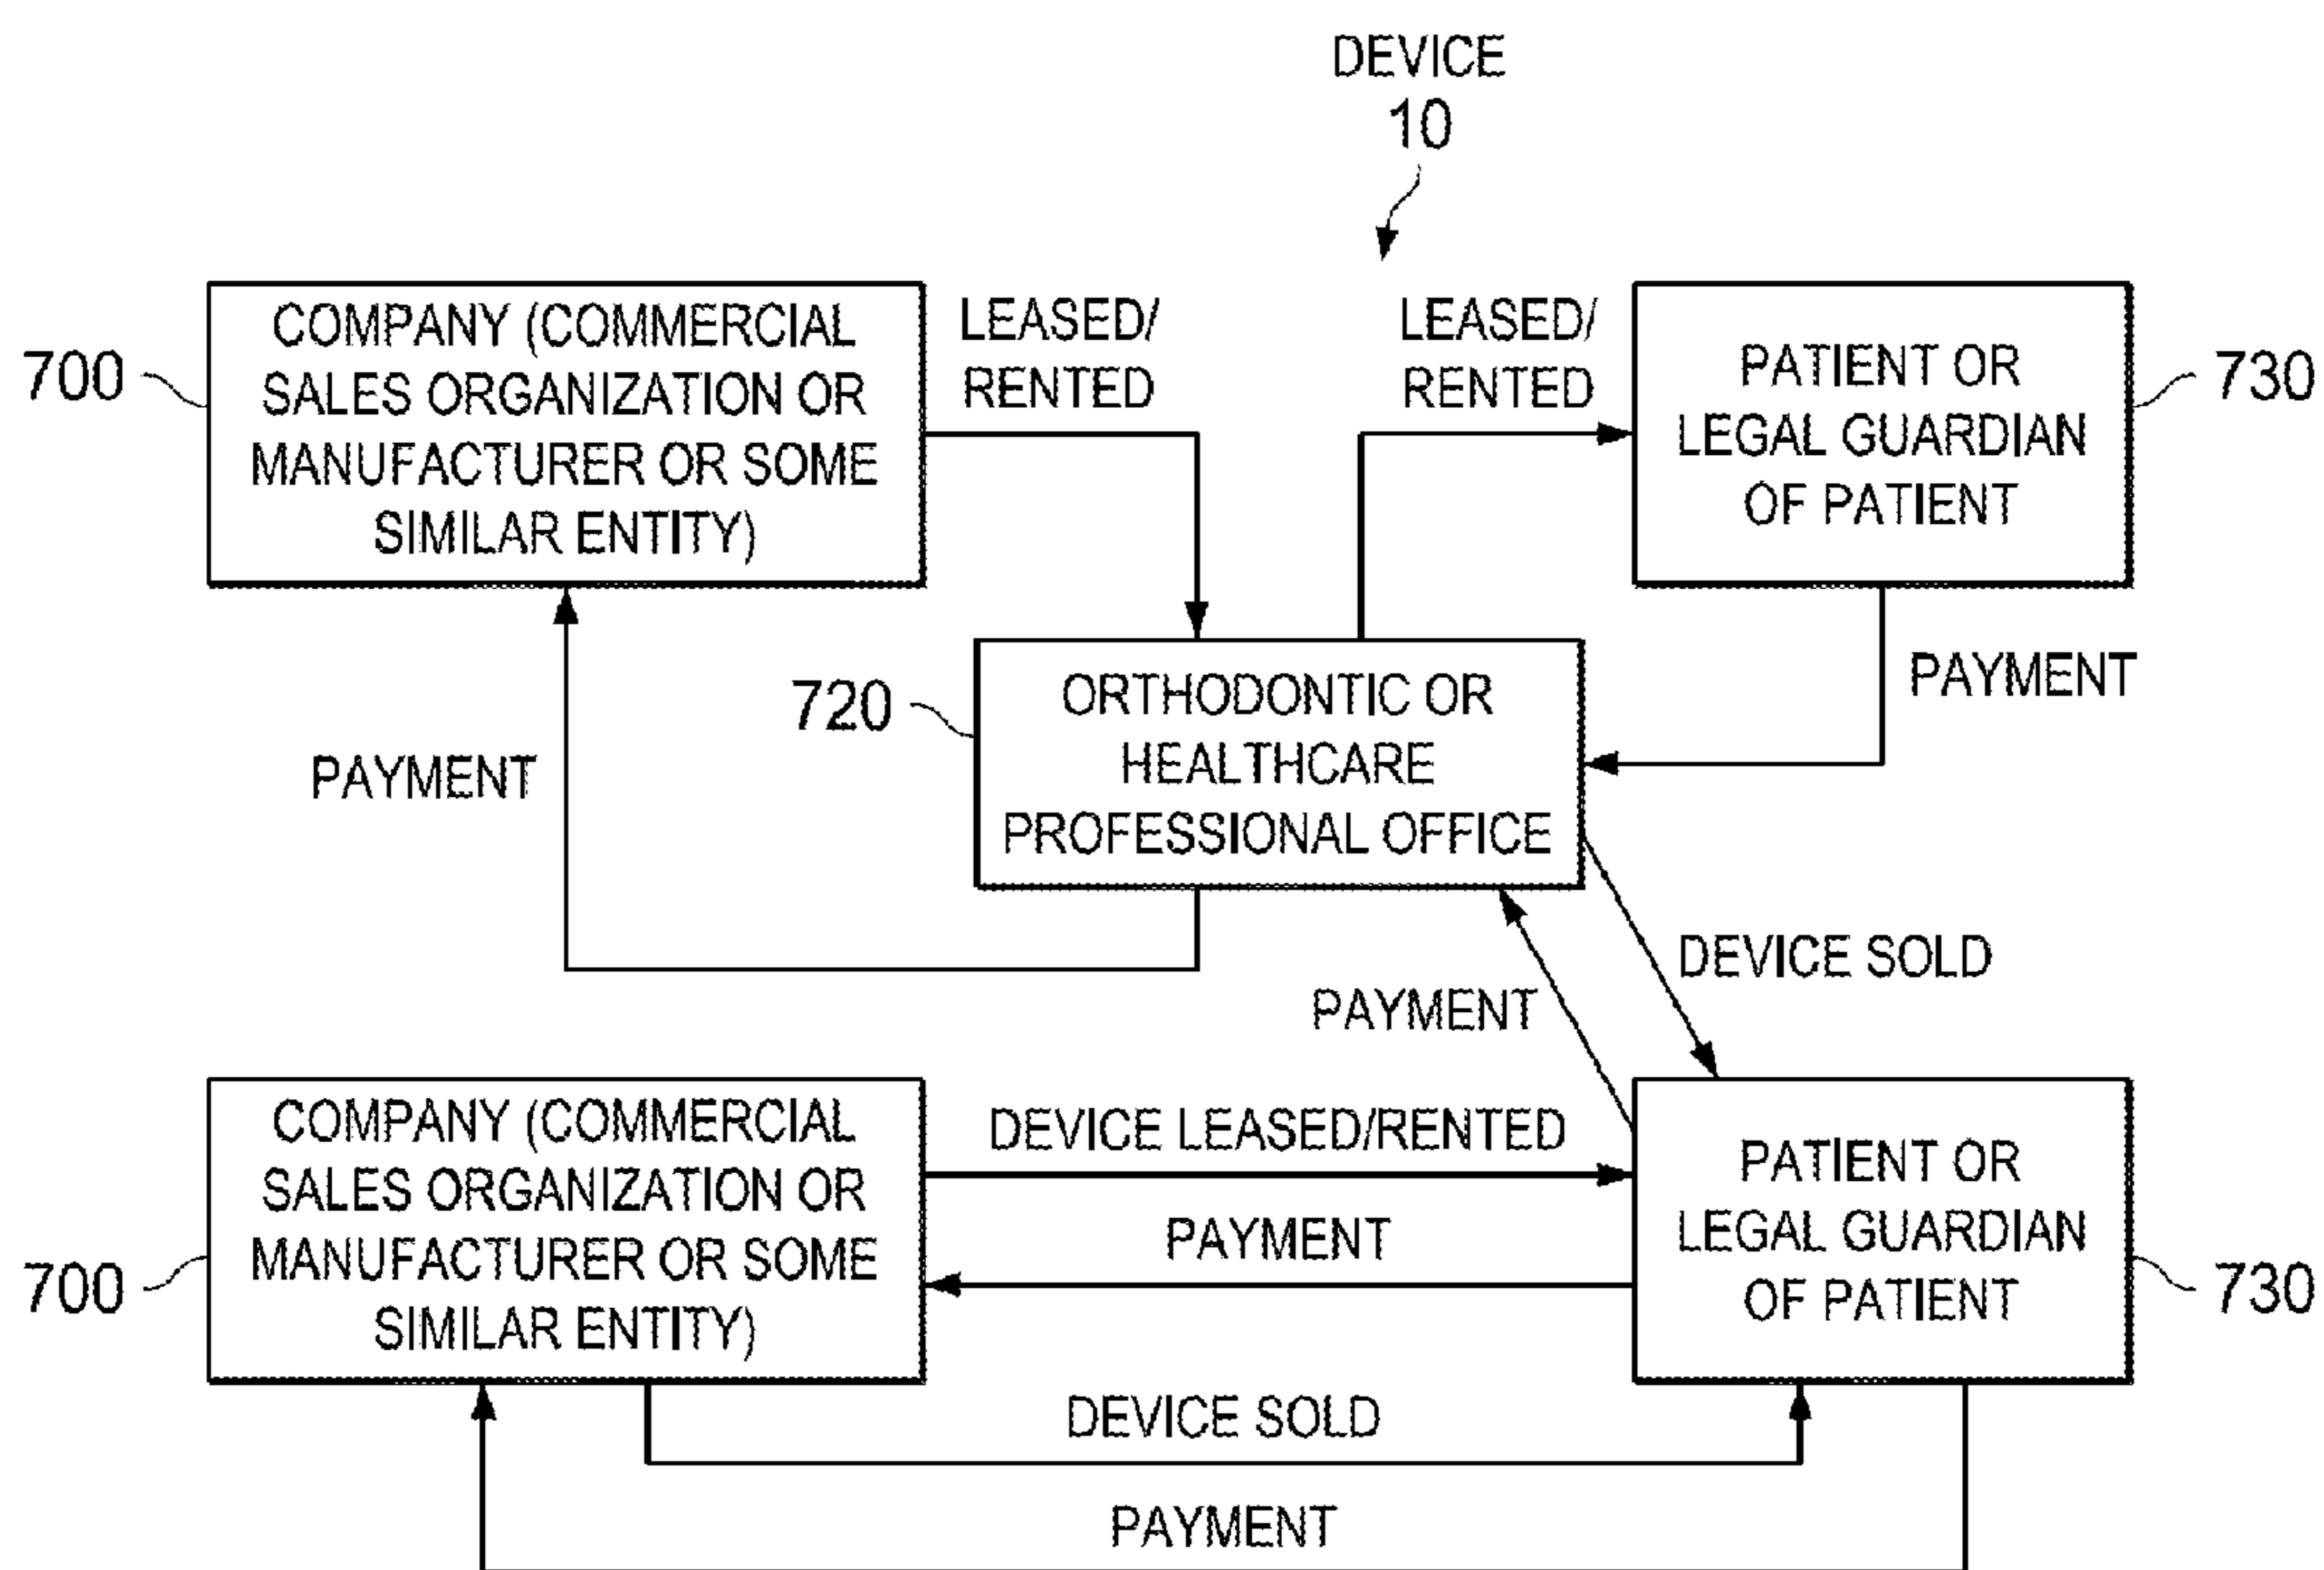 DEVICE
10
700
COMPANY (COMMERCIAL
SALES ORGANIZATION OR
MANUFACTURER OR SOME
SIMILAR ENTITY)
LEASED/
RENTED
LEASED/
RENTED
PATIENT OR
LEGAL GUARDIAN
OF PATIENT
730
PAYMENT
720
ORTHODONTIC OR
HEALTHCARE
PROFESSIONAL OFFICE
PAYMENT
DEVICE SOLD
PAYMENT
700
COMPANY (COMMERCIAL
SALES ORGANIZATION OR
MANUFACTURER OR SOME
SIMILAR ENTITY)
DEVICE LEASED/RENTED
PAYMENT
PATIENT OR
LEGAL GUARDIAN
OF PATIENT
730
DEVICE SOLD
PAYMENT